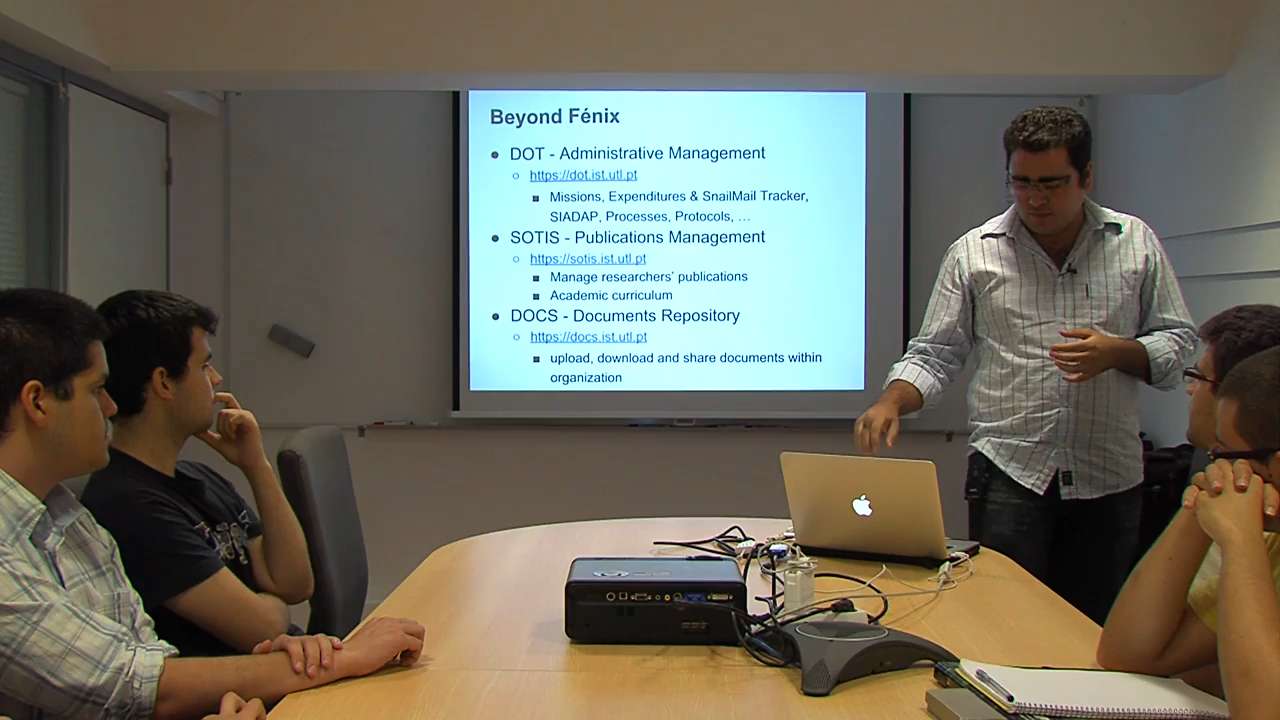 Beyond Fénix
● DOT - Administrative Management
○ https://dot.ist.utl.pt
■ Missions, Expenditures & SnailMail Tracker,
SIADAP, Processes, Protocols, …
● SOTIS - Publications Management
○ https://sotis.ist.utl.pt
■ Manage researchers’ publications
■ Academic curriculum
● DOCS - Documents Repository
○ https://docs.ist.utl.pt
■ upload, download and share documents within
organization